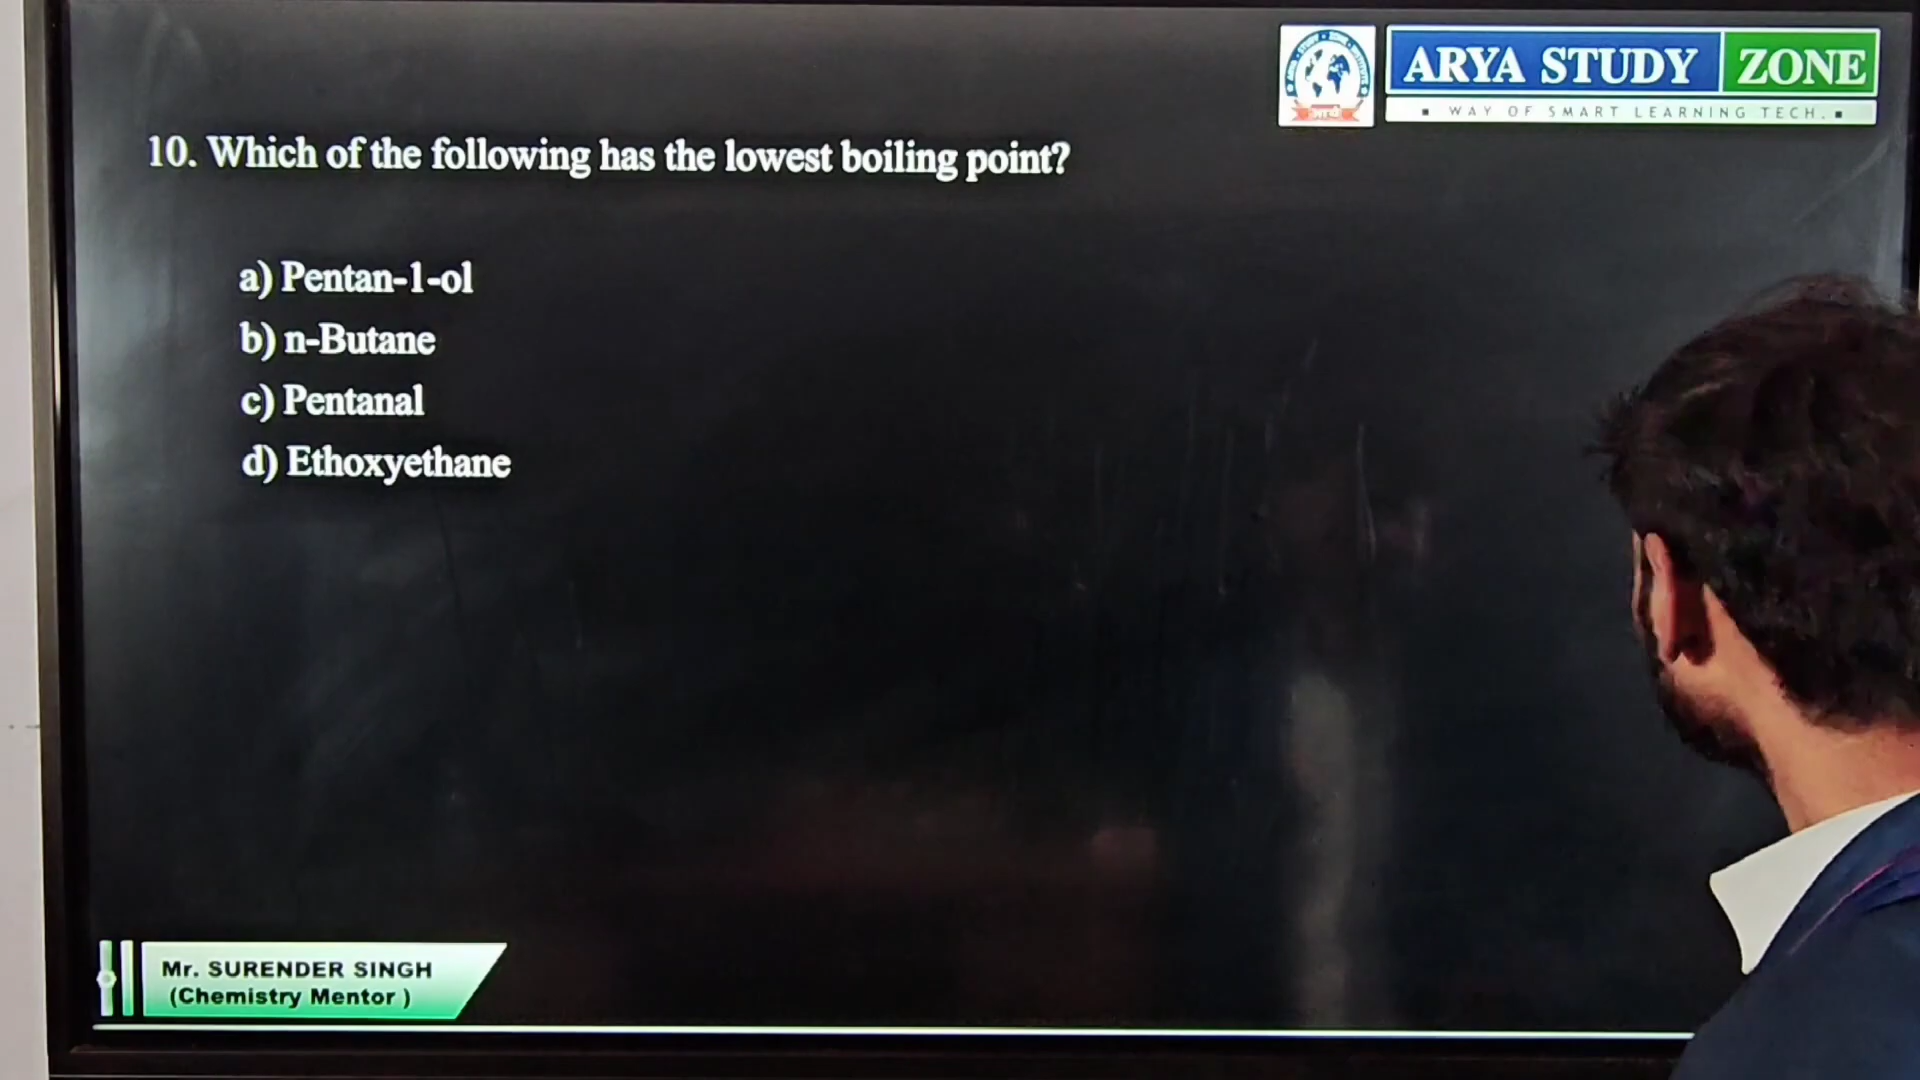 ARYA STUDY ZONE
WAY OF SMART LEARNING TECH.
10. Which of the following has the lowest boiling point?
a) Pentan-1-ol
b) n-Butane
c) Pentanal
d) Ethoxyethane
Mr. SURENDER SINGH
(Chemistry Mentor )